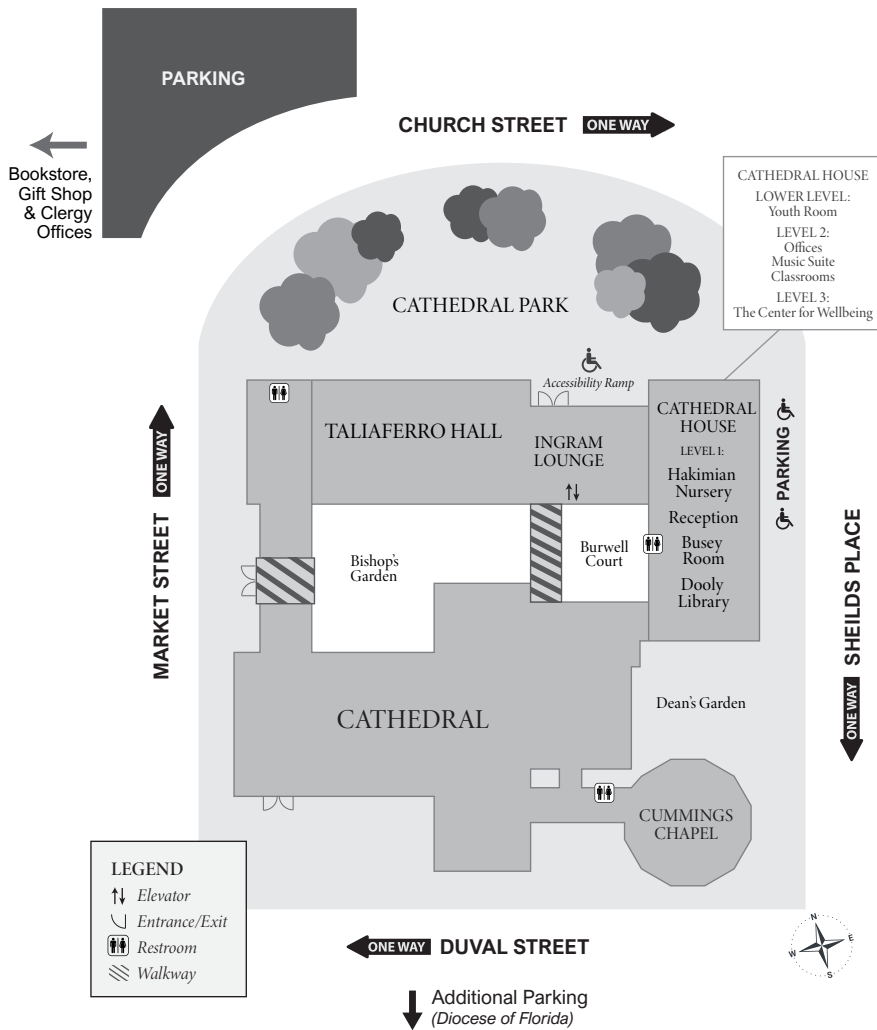 PARKING
Bookstore,
Gift Shop
& Clergy
Offices
CHURCH STREET ONE WAY
CATHEDRAL HOUSE
LOWER LEVEL:
Youth Room
LEVEL 2:
Offices
Music Suite
Classrooms
LEVEL 3:
The Center for Wellbeing
CATHEDRAL PARK
Accessibility Ramp
TALIAFERRO HALL
INGRAM
LOUNGE
CATHEDRAL
HOUSE
LEVEL 1:
Hakimian
Nursery
Reception
Busey
Room
Dooly
Library
PARKING
MARKET STREET ONE WAY
SHEILDS PLACE
ONE WAY
Bishop's
Garden
Burwell
Court
CATHEDRAL
Dean's Garden
CUMMINGS
CHAPEL
LEGEND
Elevator
Entrance/Exit
Restroom
Walkway
ONE WAY DUVAL STREET
Additional Parking
(Diocese of Florida)
N
E
S
W